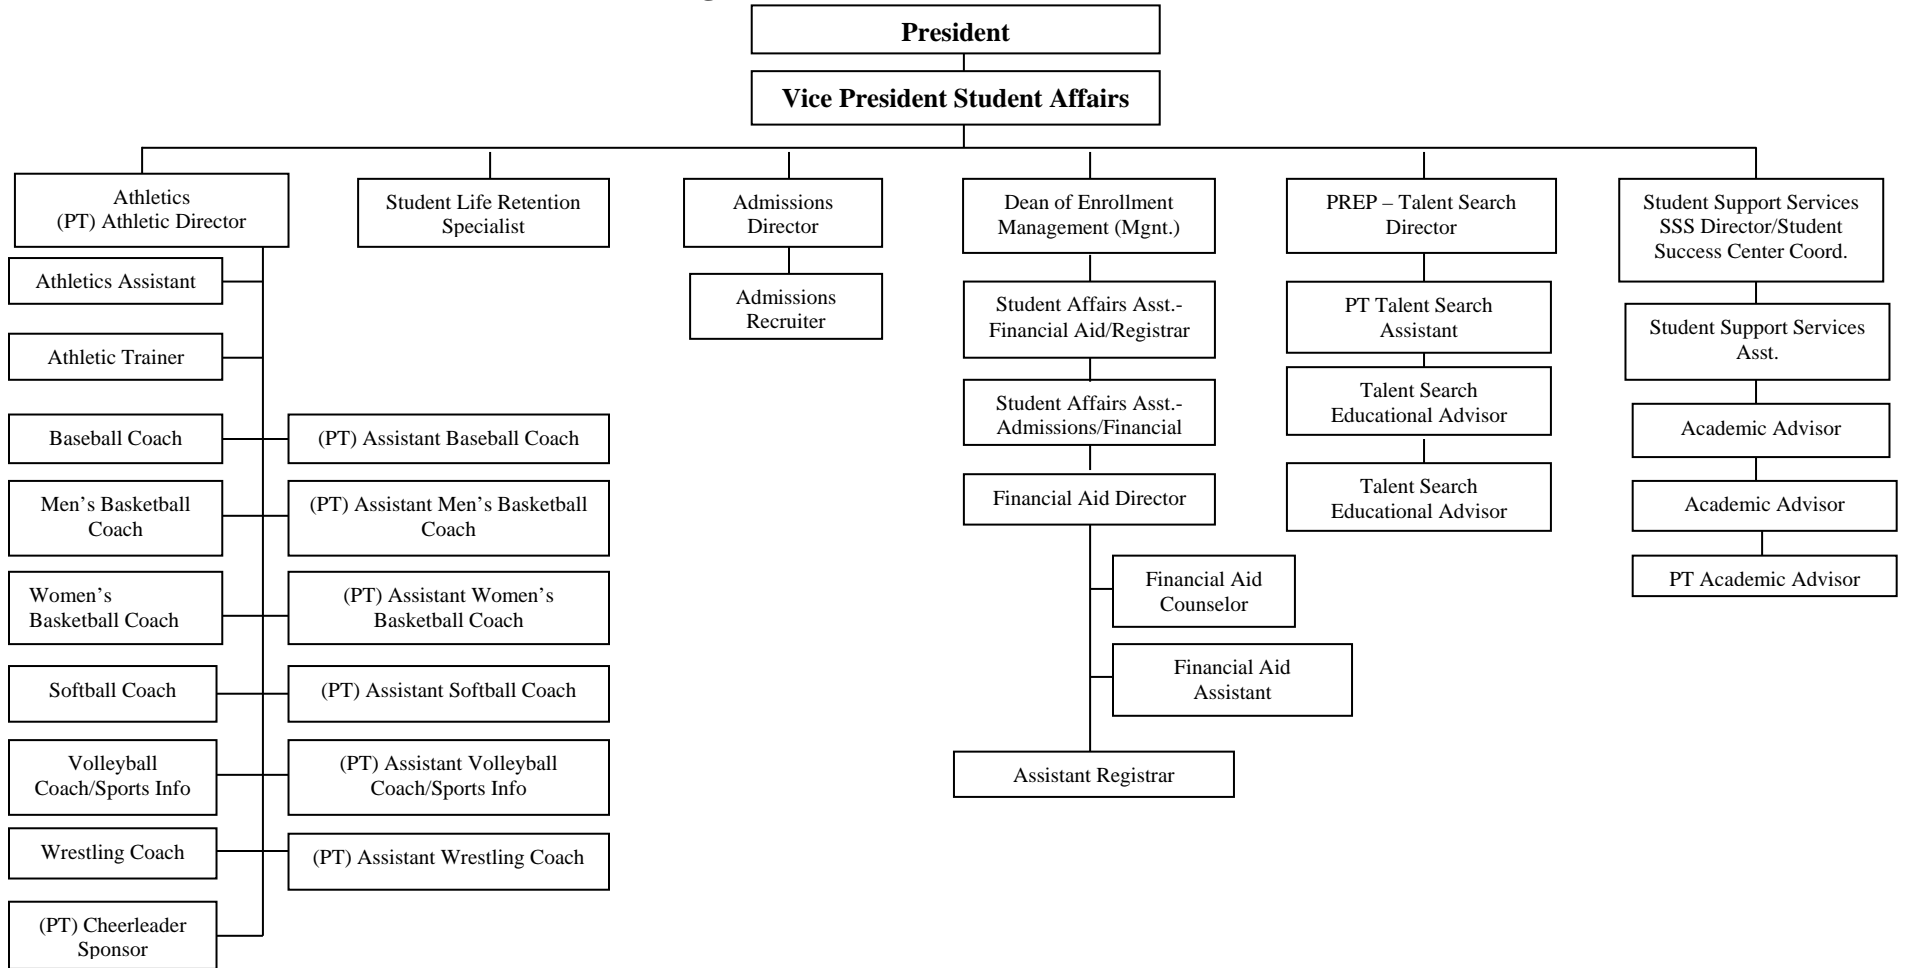 President
Vice President Student Affairs
Athletics
(PT) Athletic Director
Student Life Retention
Specialist
Admissions
Director
Dean of Enrollment
Management (Mgnt.)
PREP – Talent Search
Director
Student Support Services
SSS Director/Student
Success Center Coord.
Athletics Assistant
Athletic Trainer
Baseball Coach
(PT) Assistant Baseball Coach
Men’s Basketball
Coach
(PT) Assistant Men’s Basketball
Coach
Women’s
Basketball Coach
(PT) Assistant Women’s
Basketball Coach
Softball Coach
(PT) Assistant Softball Coach
Volleyball
Coach/Sports Info
(PT) Assistant Volleyball
Coach/Sports Info
Wrestling Coach
(PT) Assistant Wrestling Coach
(PT) Cheerleader
Sponsor
Admissions
Recruiter
Student Affairs Asst.-
Financial Aid/Registrar
Student Affairs Asst.-
Admissions/Financial
Financial Aid Director
Financial Aid
Counselor
Financial Aid
Assistant
Assistant Registrar
PT Talent Search
Assistant
Talent Search
Educational Advisor
Talent Search
Educational Advisor
Student Support Services
Asst.
Academic Advisor
Academic Advisor
PT Academic Advisor